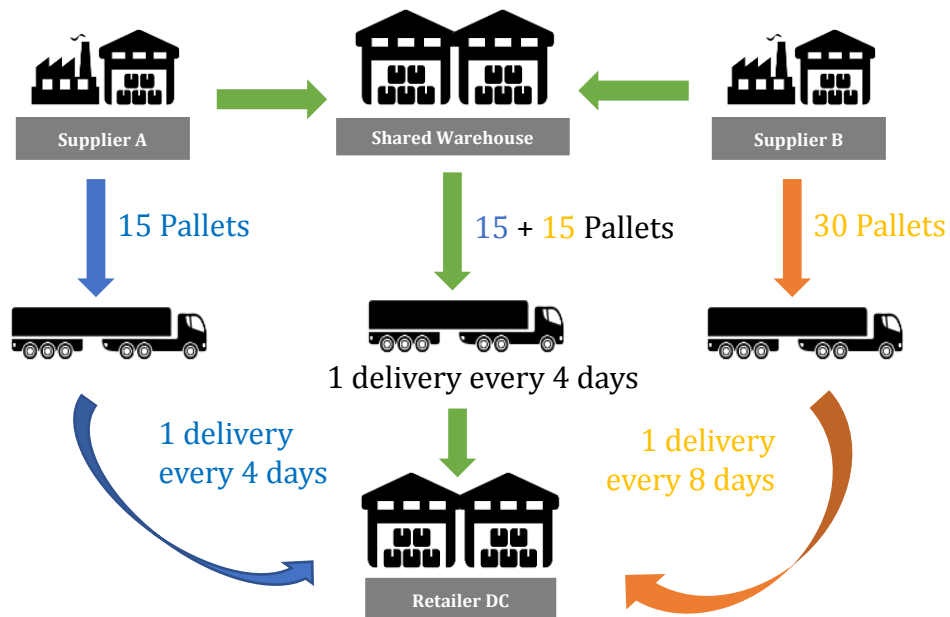 Supplier A
Shared Warehouse
Supplier B
15 Pallets
15 + 15 Pallets
30 Pallets
1 delivery every 4 days
1 delivery
every 4 days
1 delivery
every 8 days
Retailer DC